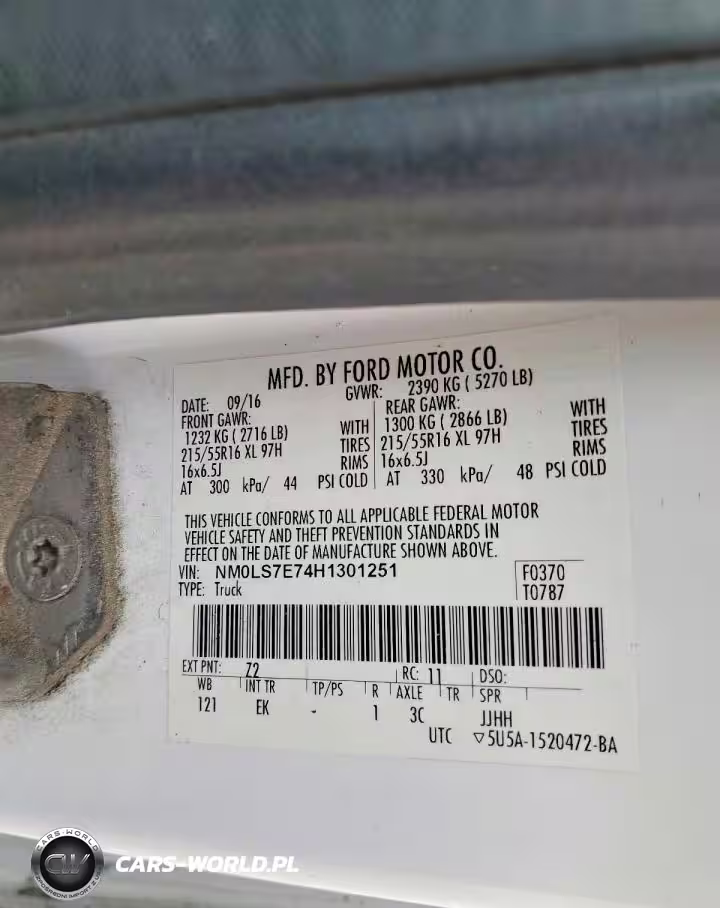 MFD. BY FORD MOTOR CO.
DATE: 09/16
GVWR: 2390 KG ( 5270 LB)
FRONT GAWR:
1232 KG ( 2716 LB) WITH
215/55R16 XL 97H TIRES
16x6.5J RIMS
AT 300 kPa/ 44 PSI COLD
REAR GAWR: WITH
1300 KG ( 2866 LB) TIRES
215/55R16 XL 97H RIMS
16x6.5J
AT 330 kPa/ 48 PSI COLD
THIS VEHICLE CONFORMS TO ALL APPLICABLE FEDERAL MOTOR
VEHICLE SAFETY AND THEFT PREVENTION STANDARDS IN
EFFECT ON THE DATE OF MANUFACTURE SHOWN ABOVE.
VIN: NM0LS7E74H1301251
TYPE: Truck
F0370
T0787
EXT PNT: Z2 RC: 11 DSO:
WB INT TR TP/PS R AXLE TR SPR
121 EK - 1 3C JJHH
UTC ▽5U5A-1520472-BA
CARS-WORLD
CW
CARS-WORLD.PL